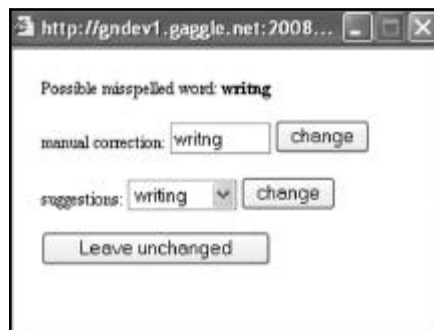 http://gndev1.gaggle.net:2008...
Possible misspelled word: writng
manual correction: writng change
suggestions: writing change
Leave unchanged